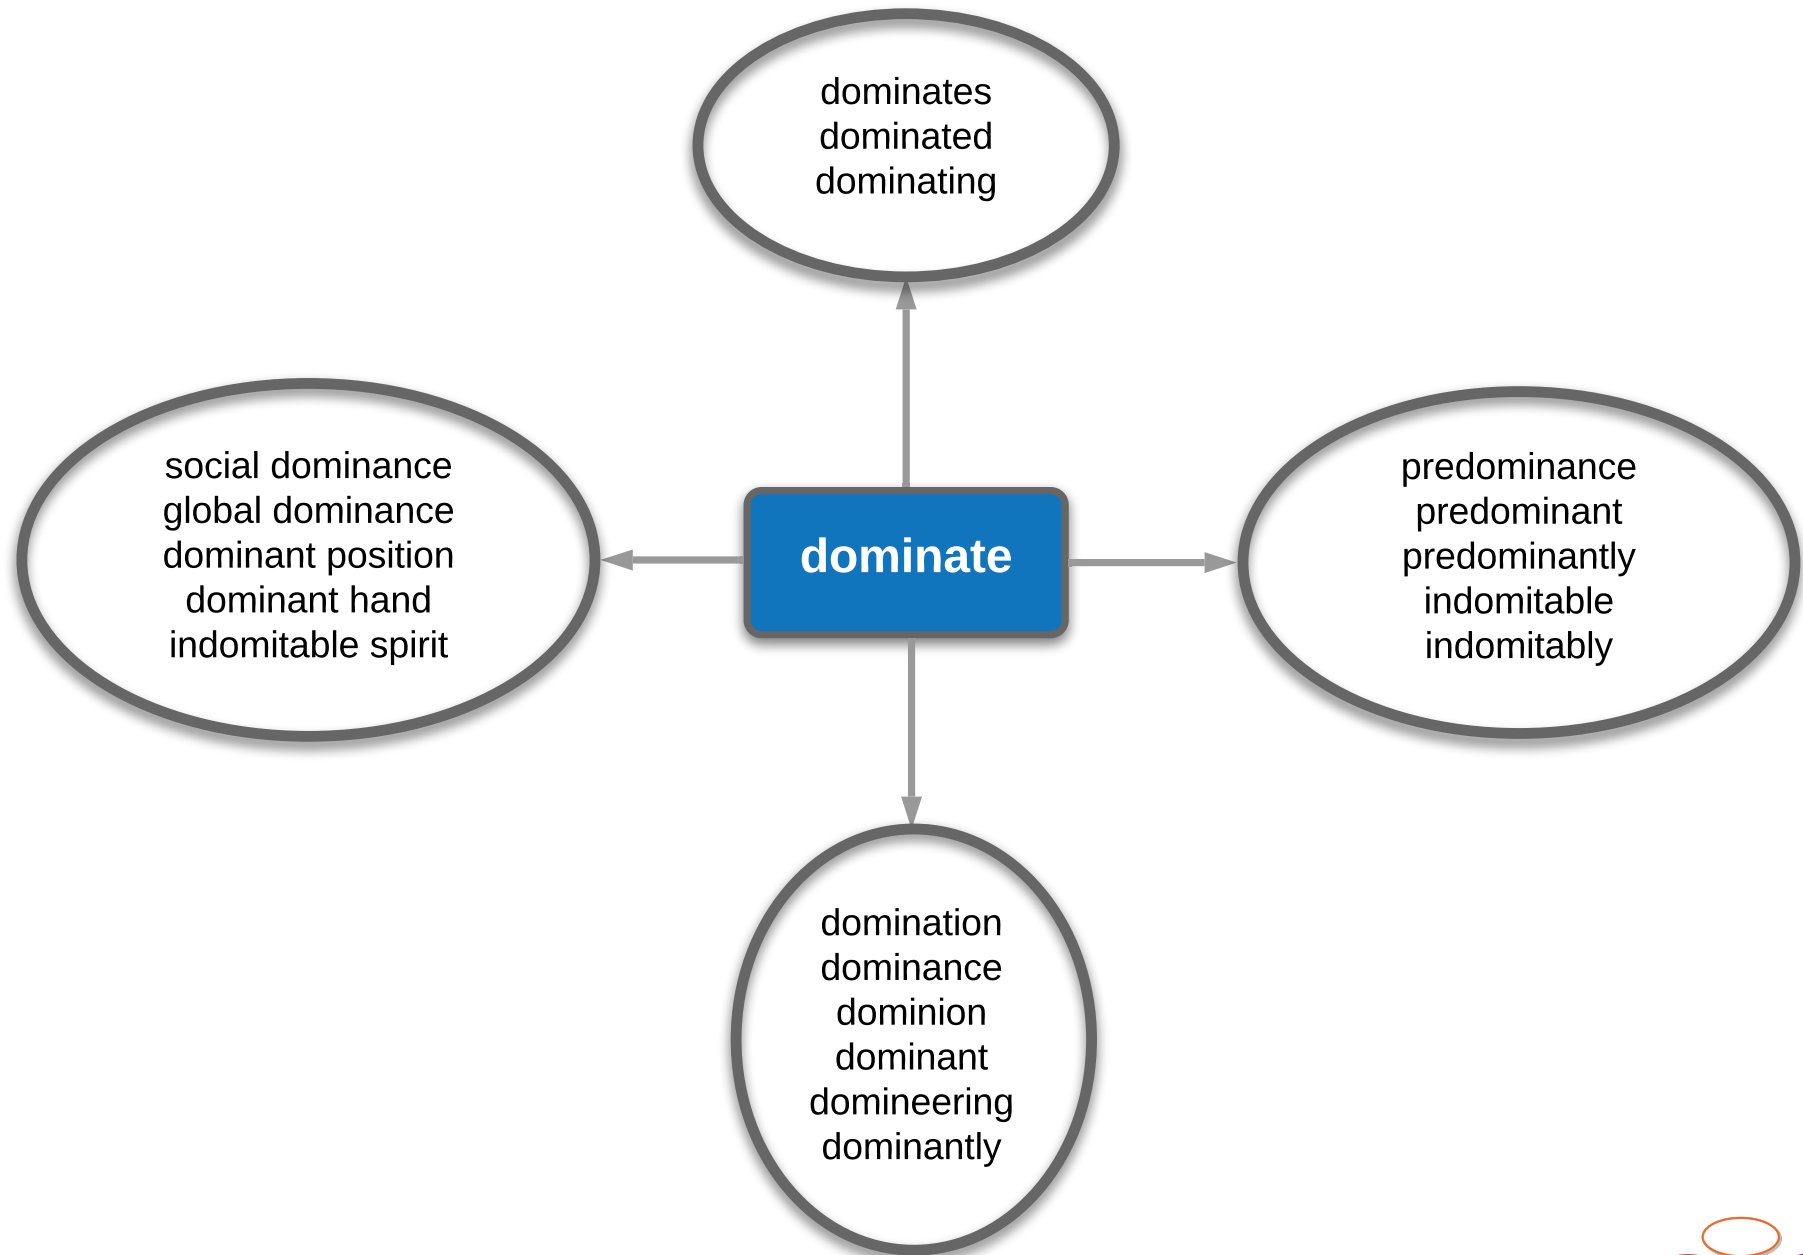 dominates
dominated
dominating
social dominance
global dominance
dominant position
dominant hand
indomitable spirit
dominate
predominance
predominant
predominantly
indomitable
indomitably
domination
dominance
dominion
dominant
domineering
dominantly